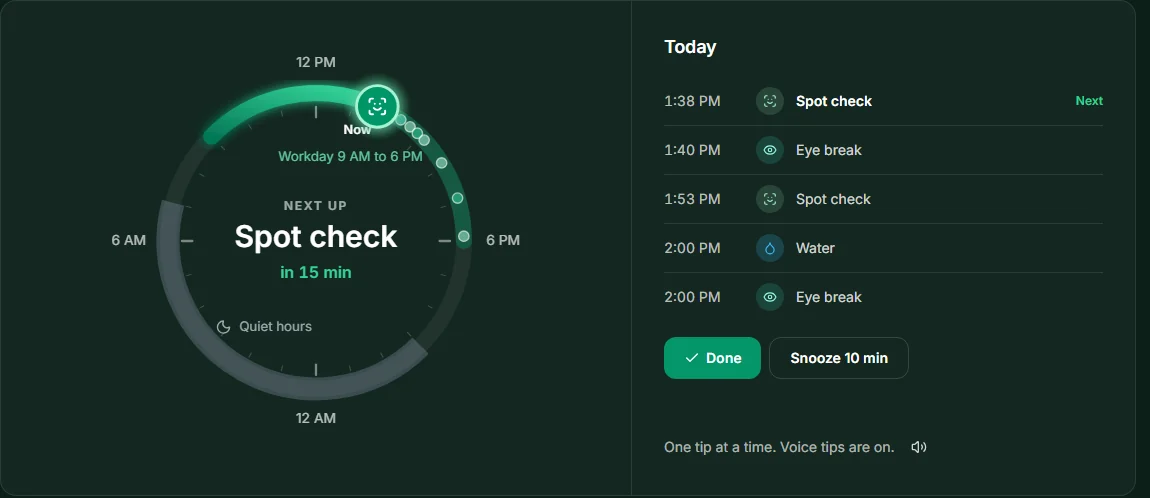 12 PM
Now
Workday 9 AM to 6 PM
NEXT UP
6 AM
Spot check
6 PM
in 15 min
Quiet hours
12 AM
Today
1:38 PM Spot check Next
1:40 PM Eye break
1:53 PM Spot check
2:00 PM Water
2:00 PM Eye break
Done Snooze 10 min
One tip at a time. Voice tips are on.